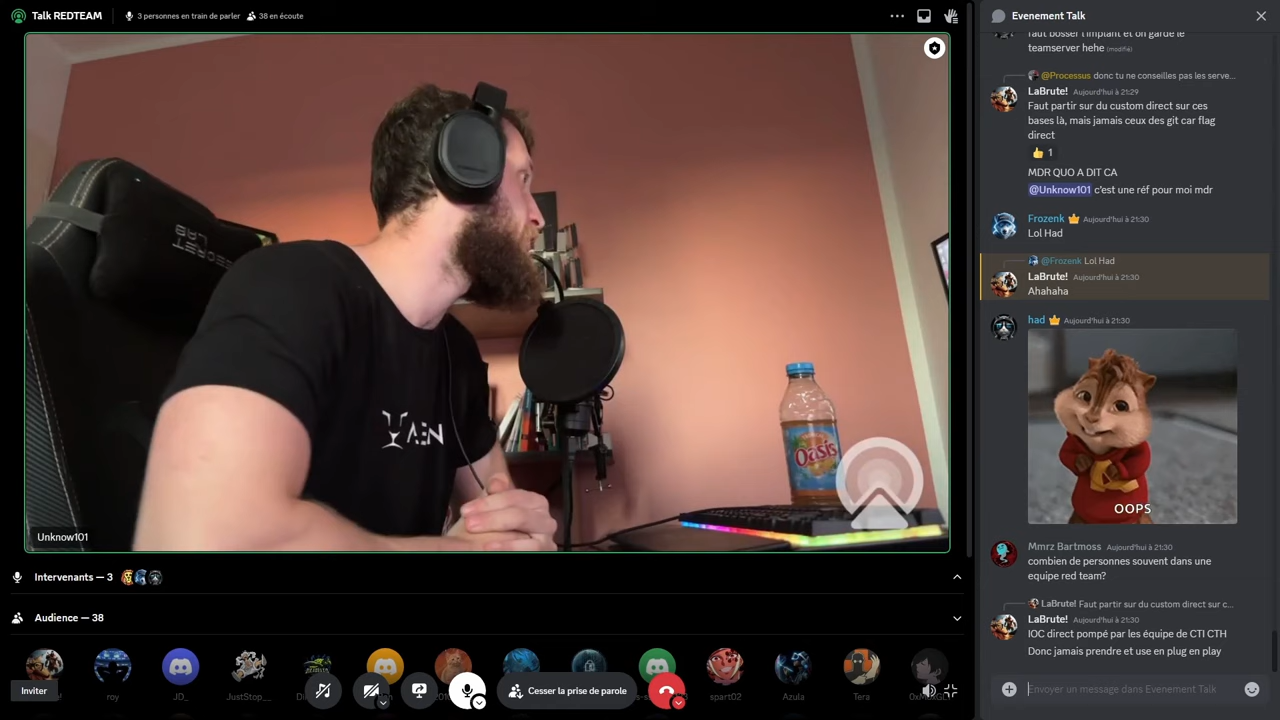 Talk REDTEAM
3 personnes en train de parler
38 en écoute
SECRET
LAB
ÆN
Oasis
Unknow101
Intervenants — 3
Audience — 38
roy
JD_
JustStop__
spart02
Azula
Tera
Inviter
Cesser la prise de parole
Evenement Talk
faut bosser l'implant et on garde le
teamserver hehe (modifié)
@Processus donc tu ne conseilles pas les serve...
LaBrute! Aujourd'hui à 21:29
Faut partir sur du custom direct sur ces
bases là, mais jamais ceux des git car flag
direct
👍 1
MDR QUO A DIT CA
@Unknow101 c'est une réf pour moi mdr
Frozenk Aujourd'hui à 21:30
Lol Had
@Frozenk Lol Had
LaBrute! Aujourd'hui à 21:30
Ahahaha
had Aujourd'hui à 21:30
OOPS
Mmrz Bartmoss Aujourd'hui à 21:30
combien de personnes souvent dans une
equipe red team?
LaBrute! Faut partir sur du custom direct sur c...
LaBrute! Aujourd'hui à 21:30
IOC direct pompé par les équipe de CTI CTH
Donc jamais prendre et use en plug en play
Envoyer un message dans Evenement Talk